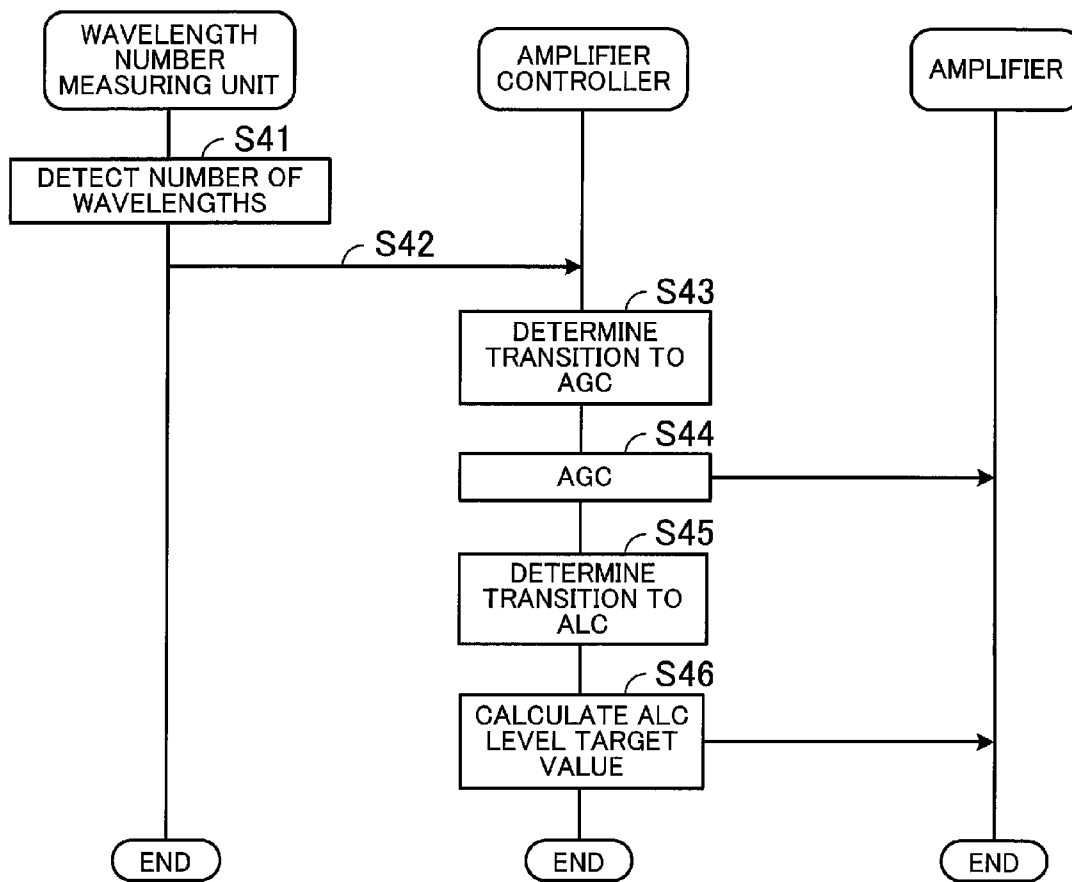 WAVELENGTH
NUMBER
MEASURING UNIT
AMPLIFIER
CONTROLLER
AMPLIFIER
S41
DETECT NUMBER OF
WAVELENGTHS
S42
S43
DETERMINE
TRANSITION TO
AGC
S44
AGC
S45
DETERMINE
TRANSITION TO
ALC
S46
CALCULATE ALC
LEVEL TARGET
VALUE
END
END
END